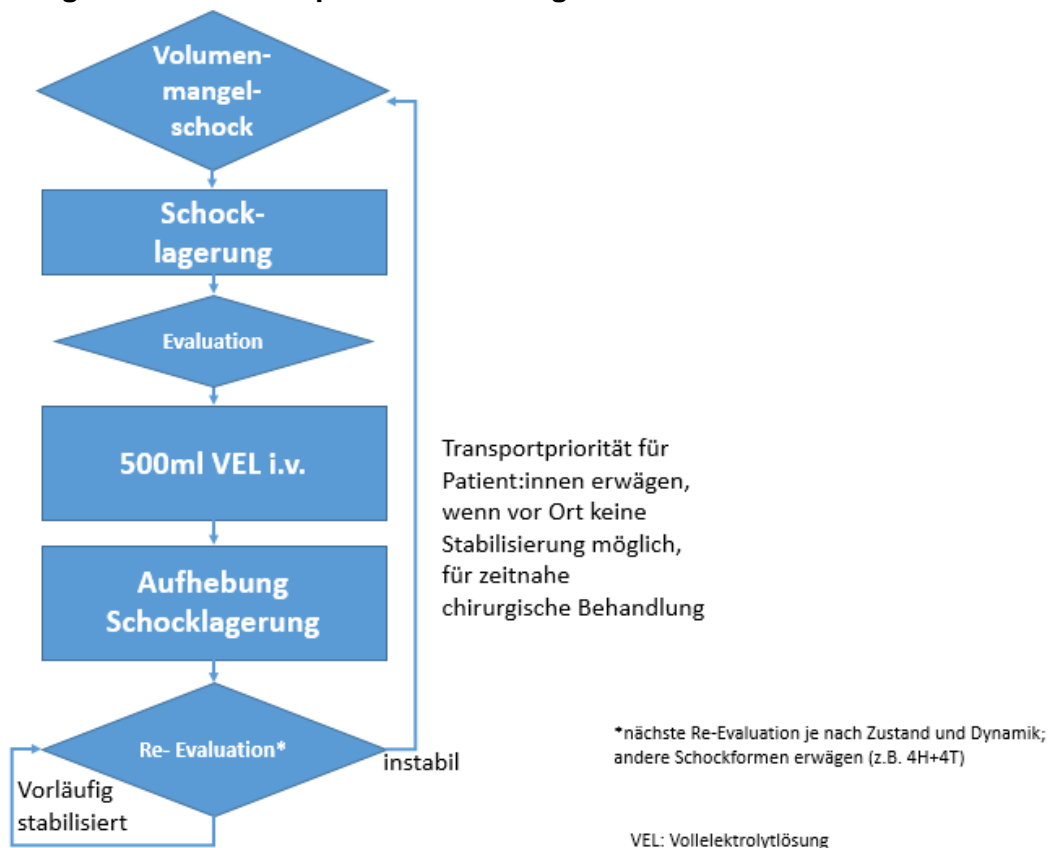 Volumen-
mangel-
schock
Schock-
lagerung
Evaluation
500ml VEL i.v.
Transportpriorität für
Patient:innen erwägen,
wenn vor Ort keine
Stabilisierung möglich,
für zeitnahe
chirurgische Behandlung
Aufhebung
Schocklagerung
Re- Evaluation*
instabil
Vorläufig
stabilisiert
*nächste Re-Evaluation je nach Zustand und Dynamik;
andere Schockformen erwägen (z.B. 4H+4T)
VEL: Vollelektrolytlösung